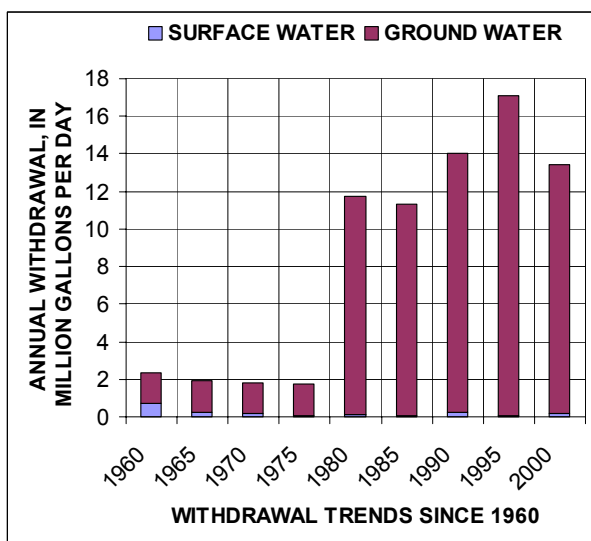 SURFACE WATER GROUND WATER
ANNUAL WITHDRAWAL, IN
MILLION GALLONS PER DAY
18
16
14
12
10
8
6
4
2
0
1960 1965 1970 1975 1980 1985 1990 1995 2000
WITHDRAWAL TRENDS SINCE 1960